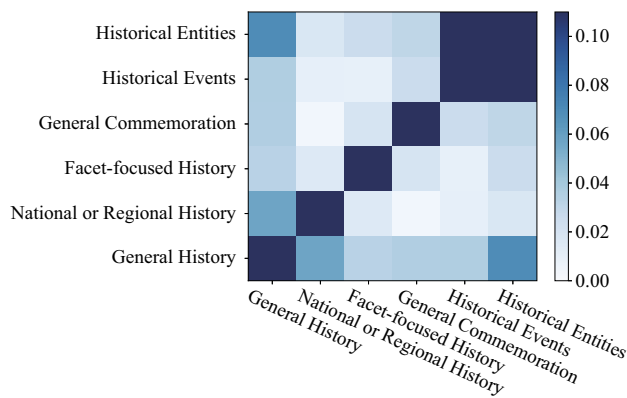 Historical Entities
Historical Events
General Commemoration
Facet-focused History
National or Regional History
General History
0.10
0.08
0.06
0.04
0.02
0.00
General History
National or Regional History
Facet-focused History
General Commemoration
Historical Events
Historical Entities